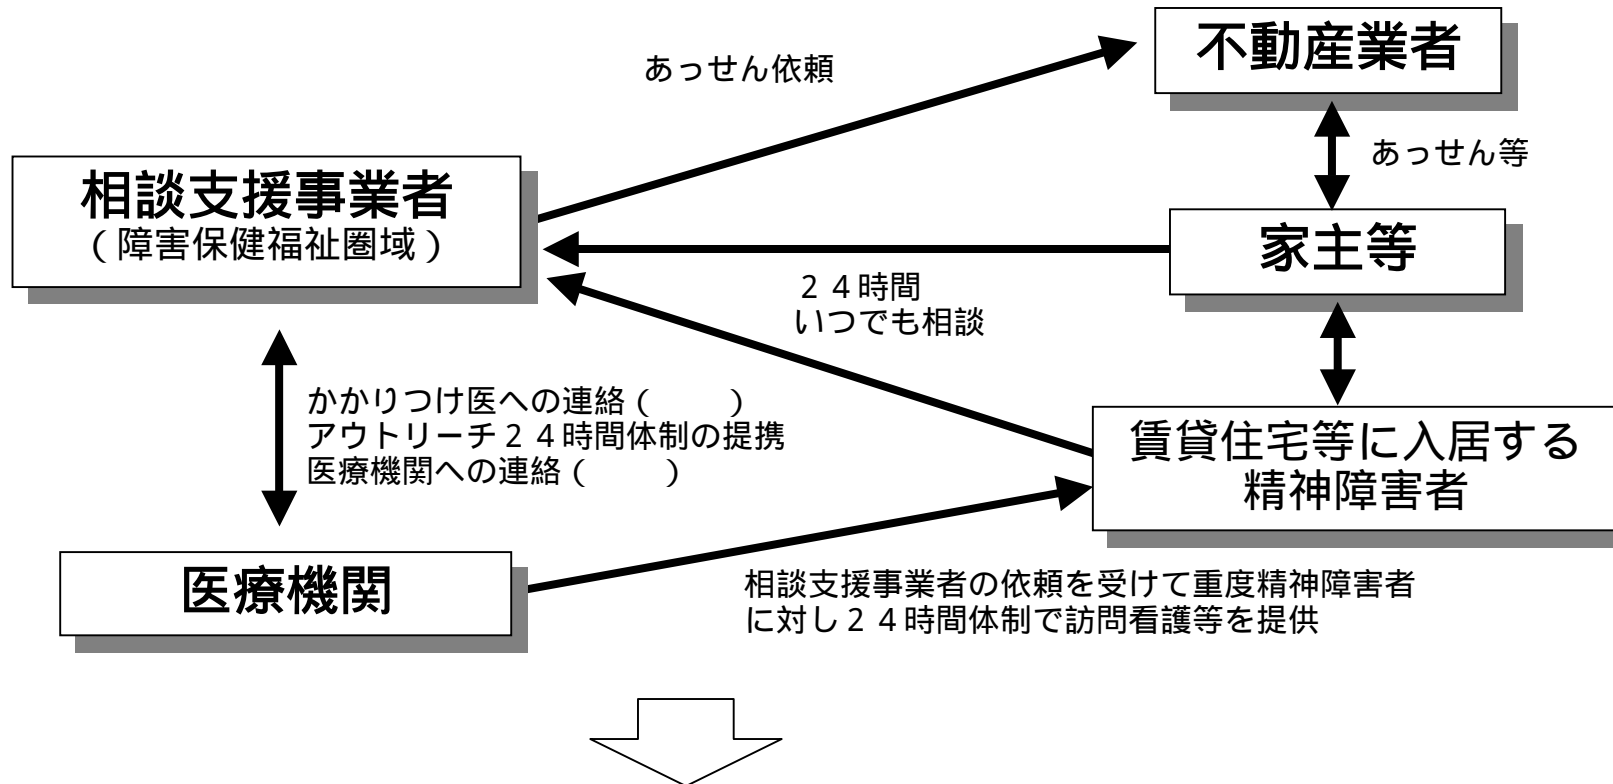 不動産業者
あっせん依頼
あっせん等
相談支援事業者
（障害保健福祉圏域）
家主等
２４時間
いつでも相談
かかりつけ医への連絡（　　）
アウトリーチ２４時間体制の提携
医療機関への連絡（　　）
賃貸住宅等に入居する
精神障害者
医療機関
相談支援事業者の依頼を受けて重度精神障害者
に対し２４時間体制で訪問看護等を提供